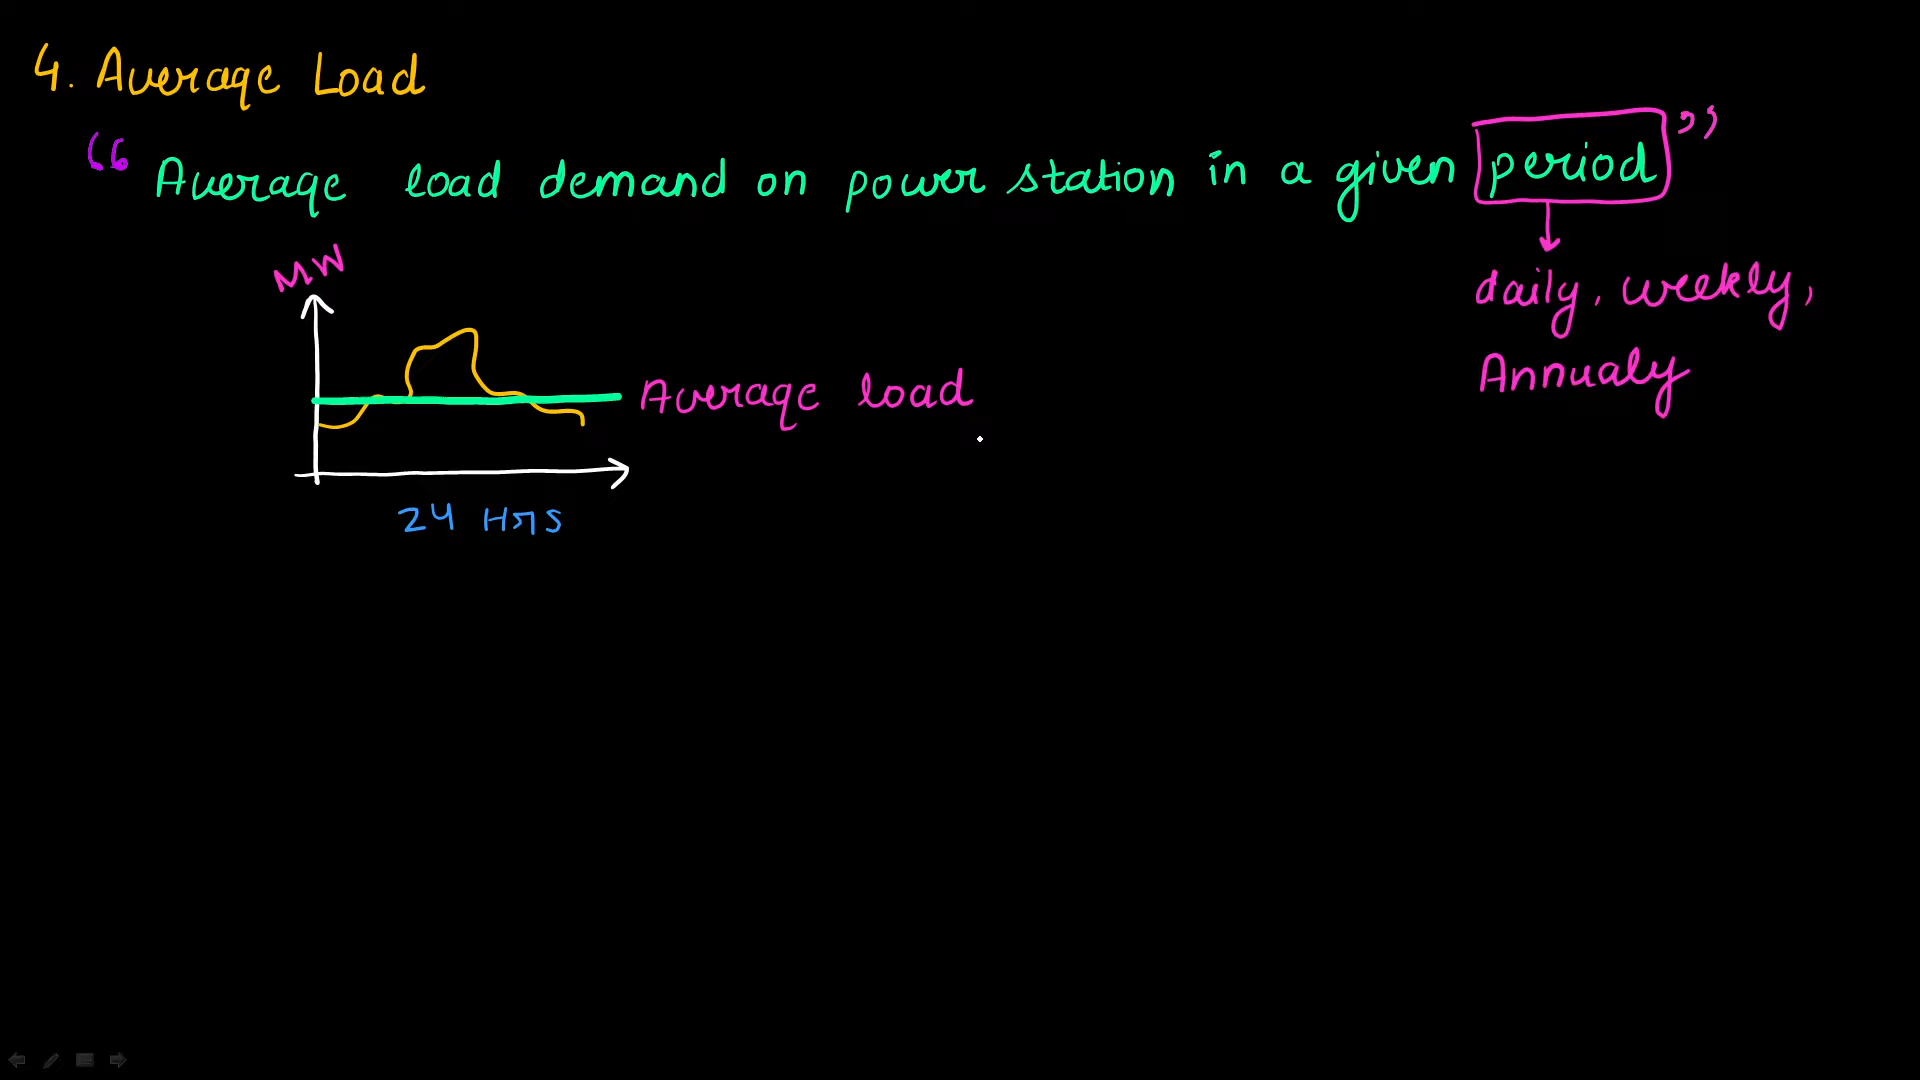 4. Average Load
“ Average load demand on power station in a given period ”
daily, weekly,
Annualy
MW
Average load
24 Hrs